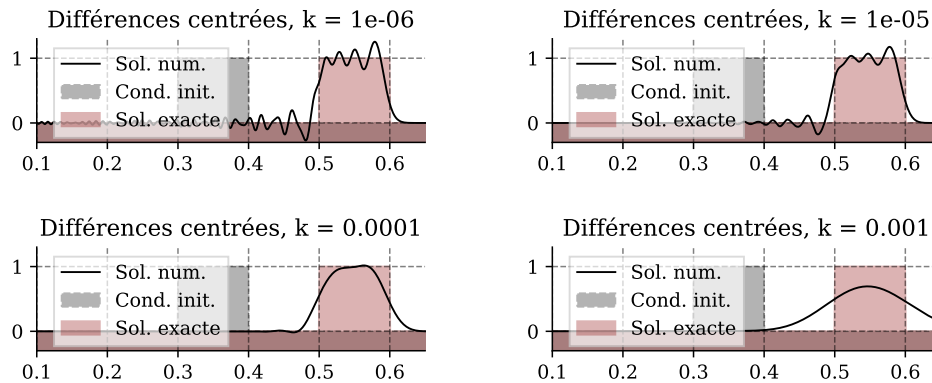 Différences centrées, k = 1e-06
1
0
Sol. num.
Cond. init.
Sol. exacte
0.1 0.2 0.3 0.4 0.5 0.6
Différences centrées, k = 1e-05
1
0
Sol. num.
Cond. init.
Sol. exacte
0.1 0.2 0.3 0.4 0.5 0.6
Différences centrées, k = 0.0001
1
0
Sol. num.
Cond. init.
Sol. exacte
0.1 0.2 0.3 0.4 0.5 0.6
Différences centrées, k = 0.001
1
0
Sol. num.
Cond. init.
Sol. exacte
0.1 0.2 0.3 0.4 0.5 0.6